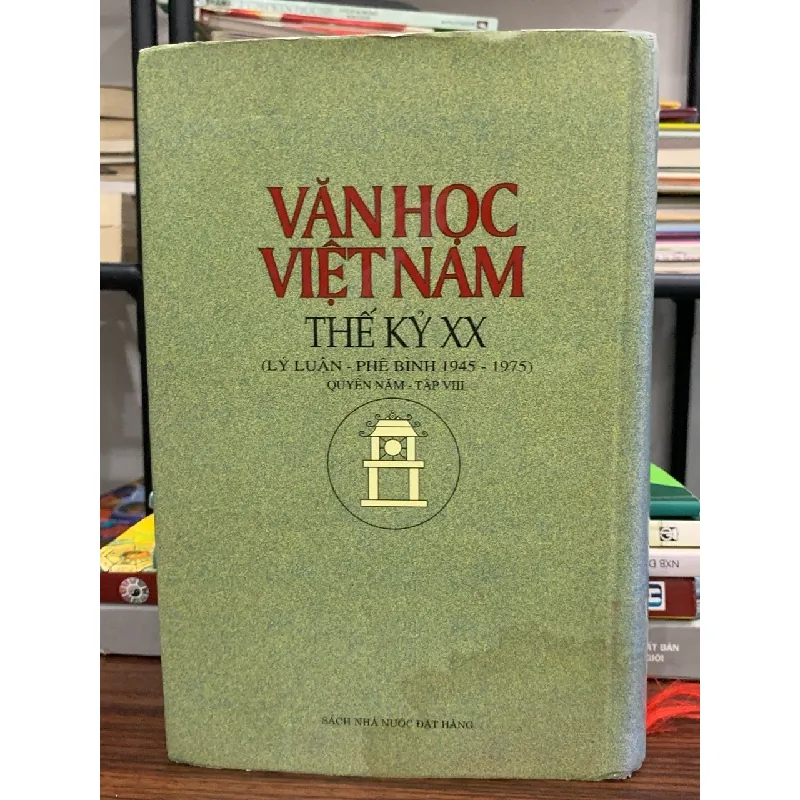 VĂN HỌC
VIỆT NAM
THẾ KỶ XX
(LÝ LUẬN - PHÊ BÌNH 1945 - 1975)
QUYỂN NĂM - TẬP VIII
SÁCH NHÀ NƯỚC ĐẶT HÀNG
NXB